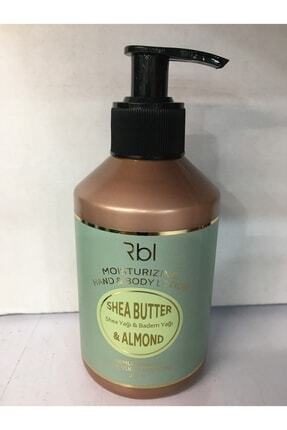 Rbl
MOISTURIZING
HAND & BODY LOTION
SHEA BUTTER
Shea Yağı & Badem Yağı
& ALMOND